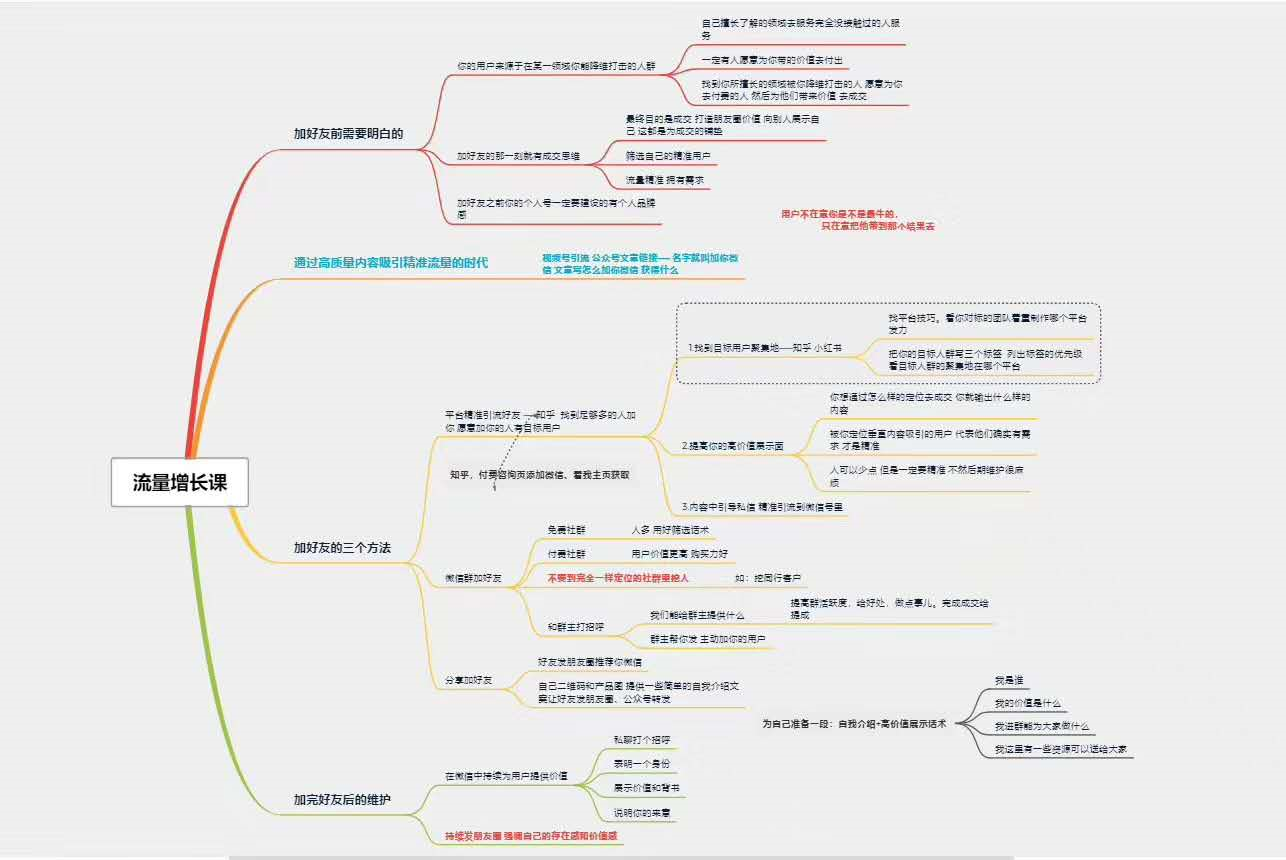 流量增长课
加好友前需要明白的
你的用户来源于在某一领域你能降维打击的人群
自己擅长了解的领域去服务完全没接触过的人服
务
一定有人愿意为你带的价值去付出
找到你所擅长的领域被你降维打击的人 愿意为你
去付费的人 然后为他们带来价值 去成交
加好友的那一刻就有成交思维
最终目的是成交 打造朋友圈价值 向别人展示自
己 这都是为成交的铺垫
筛选自己的精准用户
流量精准 拥有需求
加好友之前你的个人号一定要建设的有个人品牌
感
用户不在意你是不是最牛的,
只在意把他带到那个结果去
通过高质量内容吸引精准流量的时代
视频号引流 公众号文章链接── 名字就叫加你微
信 文章写怎么加你微信 获得什么
加好友的三个方法
平台精准引流好友 ──知乎 找到足够多的人加
你 愿意加你的人有目标用户
知乎，付费咨询页添加微信、看找主页获取
1.找到目标用户聚集地──知乎 小红书
找平台技巧。看你对标的团队着重制作哪个平台
发力
把你的目标人群写三个标签 列出标签的优先级
看目标人群的聚集地在哪个平台
2.提高你的高价值展示面
你想通过怎么样的定位去成交 你就输出什么样的
内容
被你定位垂直内容吸引的用户 代表他们确实有需
求 才是精准
人可以少点 但是一定要精准 不然后期维护很麻
烦
3.内容中引导私信 精准引流到微信号里
微信群加好友
免费社群
人多 用好筛选话术
付费社群
用户价值更高 购买力好
不要到完全一样定位的社群里挖人
如：挖同行客户
和群主打招呼
我们能给群主提供什么
提高群活跃度，给好处，做点事儿。完成成交给
提成
群主帮你发 主动加你的用户
分享加好友
好友发朋友圈推荐你微信
自己二维码和产品图 提供一些简单的自我介绍文
案让好友发朋友圈、公众号转发
为自己准备一段：自我介绍+高价值展示话术
我是谁
我的价值是什么
我进群能为大家做什么
我这里有一些资源可以送给大家
加完好友后的维护
在微信中持续为用户提供价值
私聊打个招呼
表明一个身份
展示价值和背书
说明你的来意
持续发朋友圈 强调自己的存在感和价值感